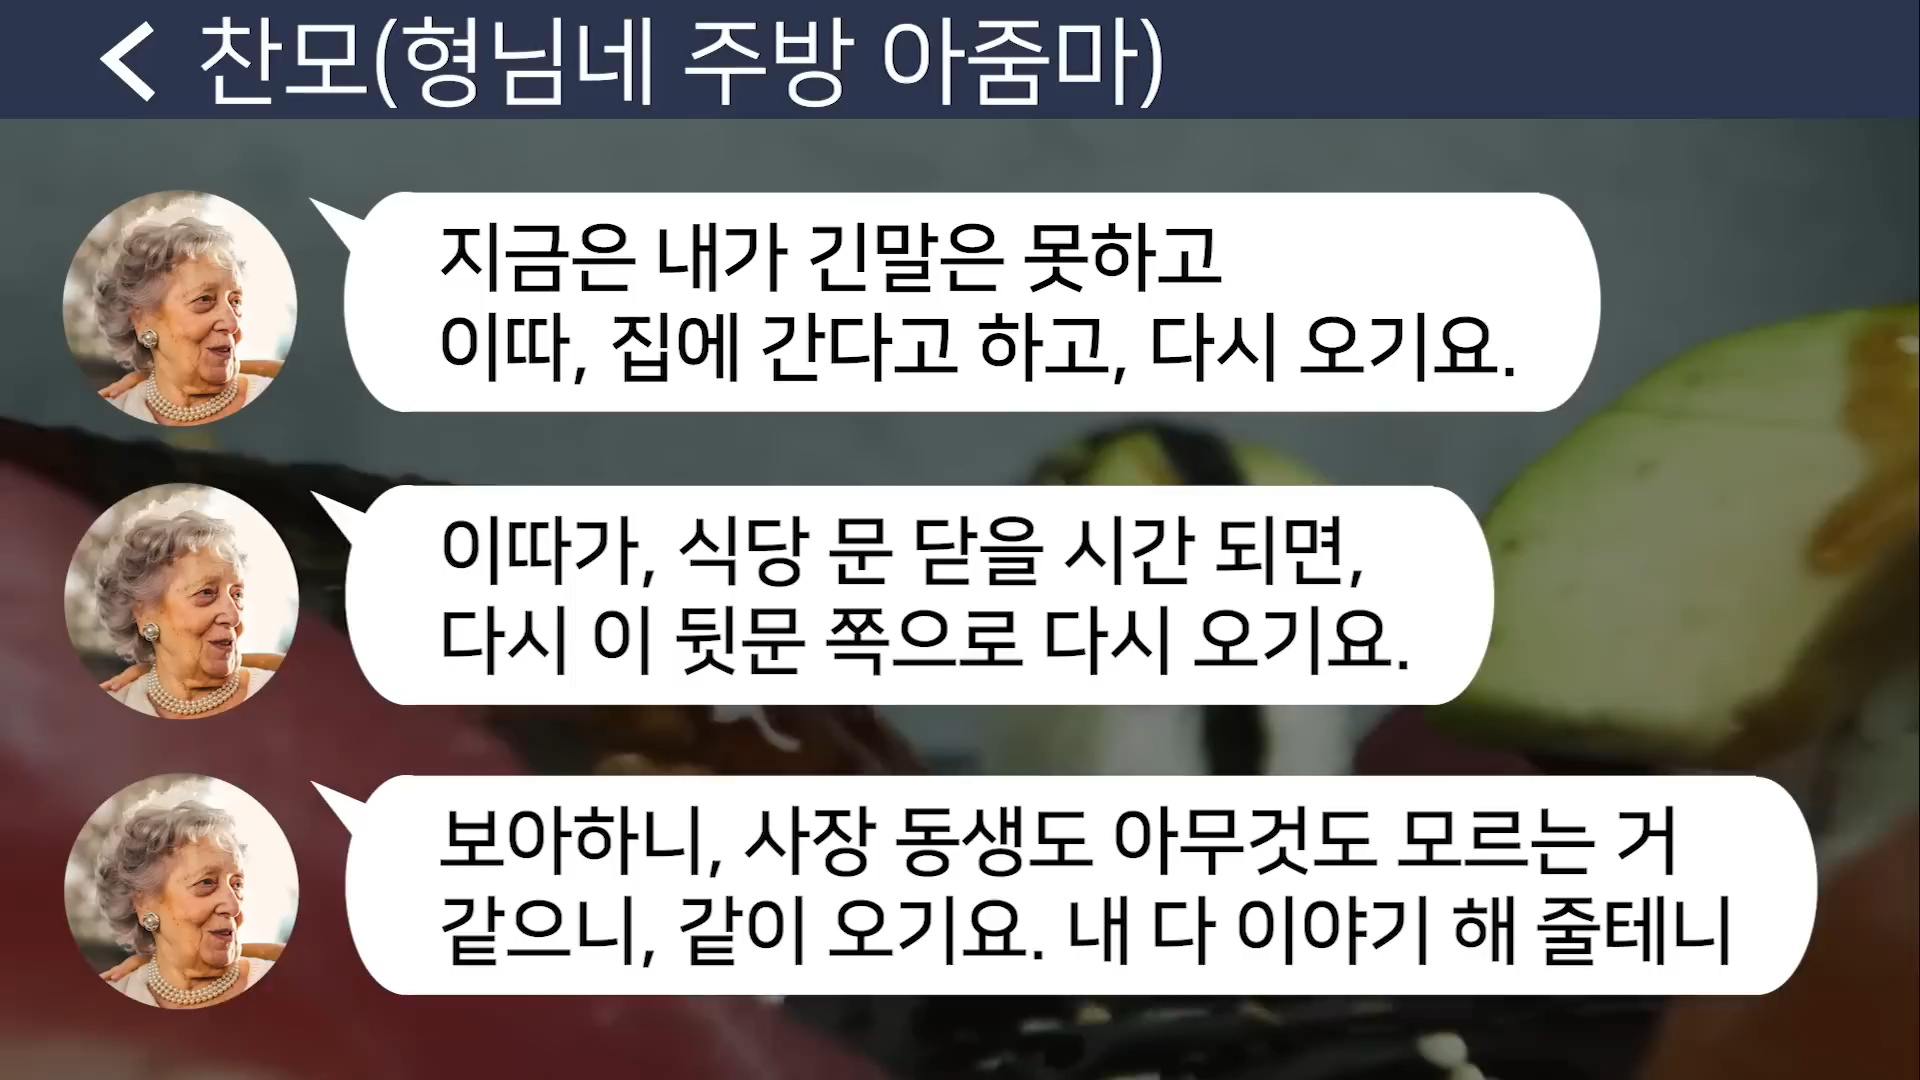 찬모(형님네 주방 아줌마)
지금은 내가 긴말은 못하고
이따, 집에 간다고 하고, 다시 오기요.
이따가, 식당 문 닫을 시간 되면,
다시 이 뒷문 쪽으로 다시 오기요.
보아하니, 사장 동생도 아무것도 모르는 거
같으니, 같이 오기요. 내 다 이야기 해 줄테니